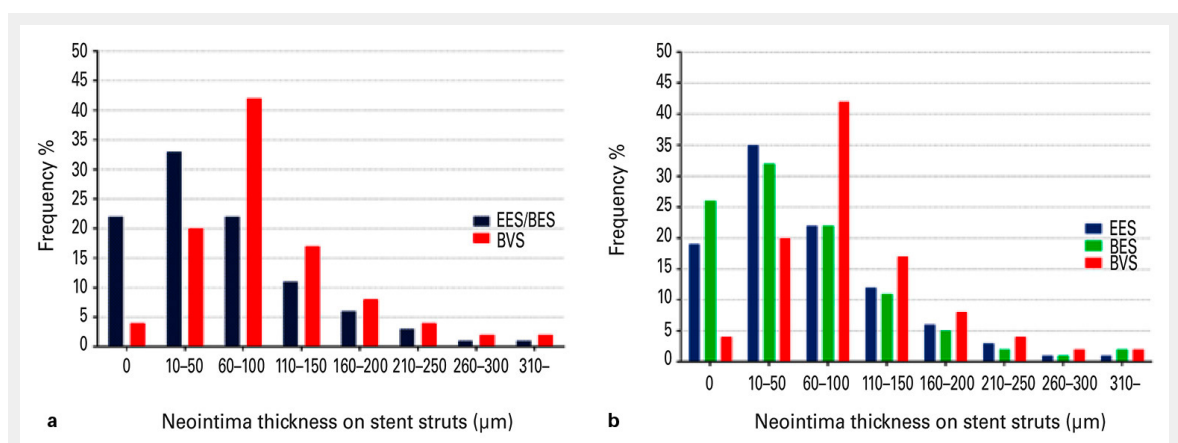 50
45
40
35
30
25
20
15
10
5
0
Frequency %
EES/BES
BVS
0 10–50 60–100 110–150 160–200 210–250 260–300 310–
a Neointima thickness on stent struts (µm)
50
45
40
35
30
25
20
15
10
5
0
Frequency %
EES
BES
BVS
0 10–50 60–100 110–150 160–200 210–250 260–300 310–
b Neointima thickness on stent struts (µm)